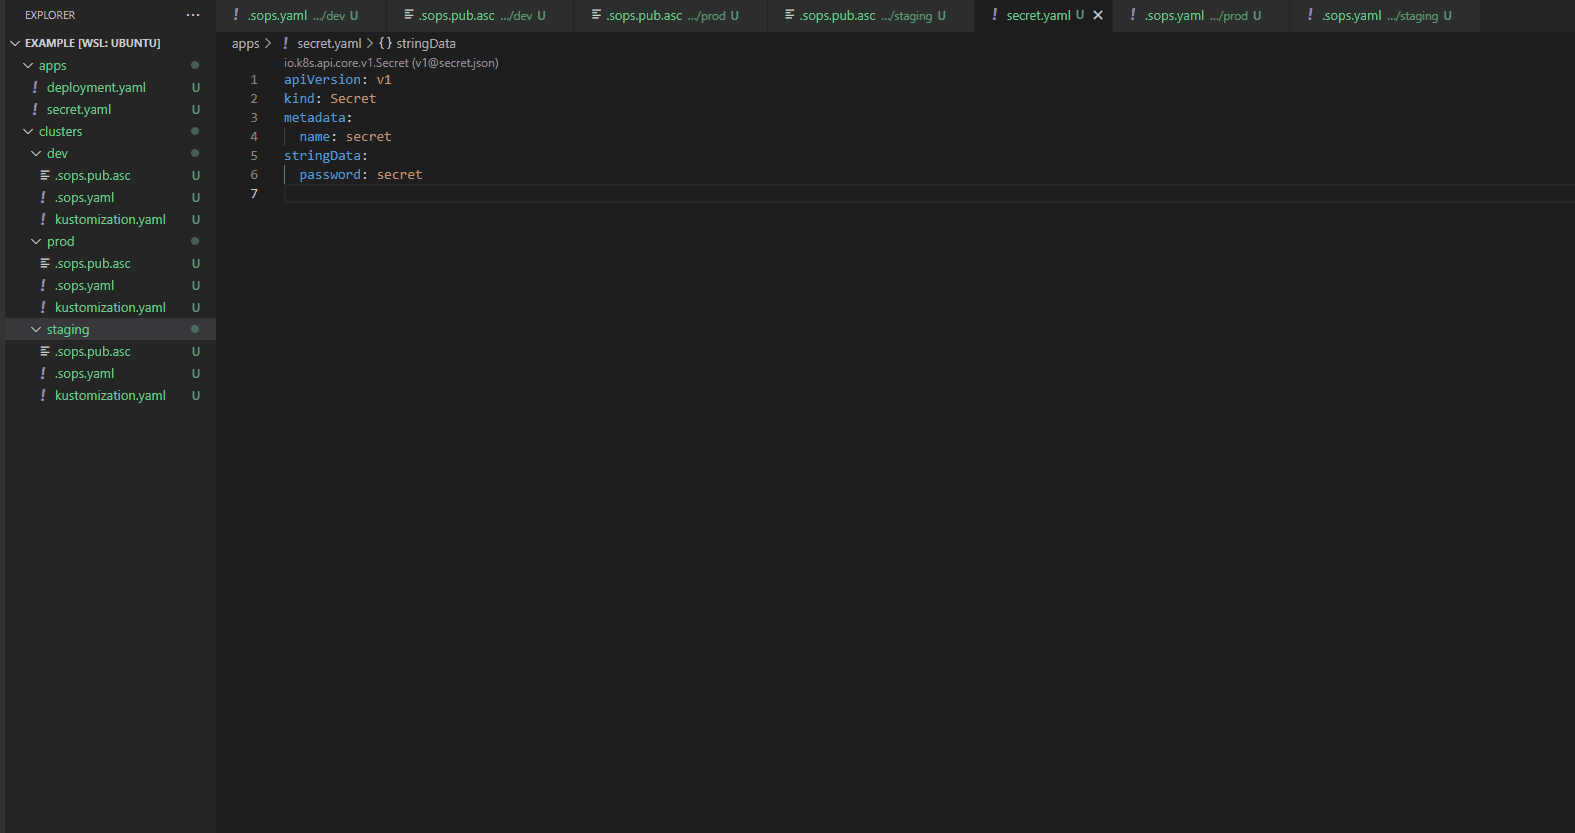 EXPLORER ···
EXAMPLE [WSL: UBUNTU]
apps
! deployment.yaml U
! secret.yaml U
clusters
dev
.sops.pub.asc U
! .sops.yaml U
! kustomization.yaml U
prod
.sops.pub.asc U
! .sops.yaml U
! kustomization.yaml U
staging
.sops.pub.asc U
! .sops.yaml U
! kustomization.yaml U
! .sops.yaml .../dev U
.sops.pub.asc .../dev U
.sops.pub.asc .../prod U
.sops.pub.asc .../staging U
! secret.yaml U
! .sops.yaml .../prod U
! .sops.yaml .../staging U
apps > ! secret.yaml > {} stringData
io.k8s.api.core.v1.Secret (v1@secret.json)
1 apiVersion: v1
2 kind: Secret
3 metadata:
4   name: secret
5 stringData:
6   password: secret
7